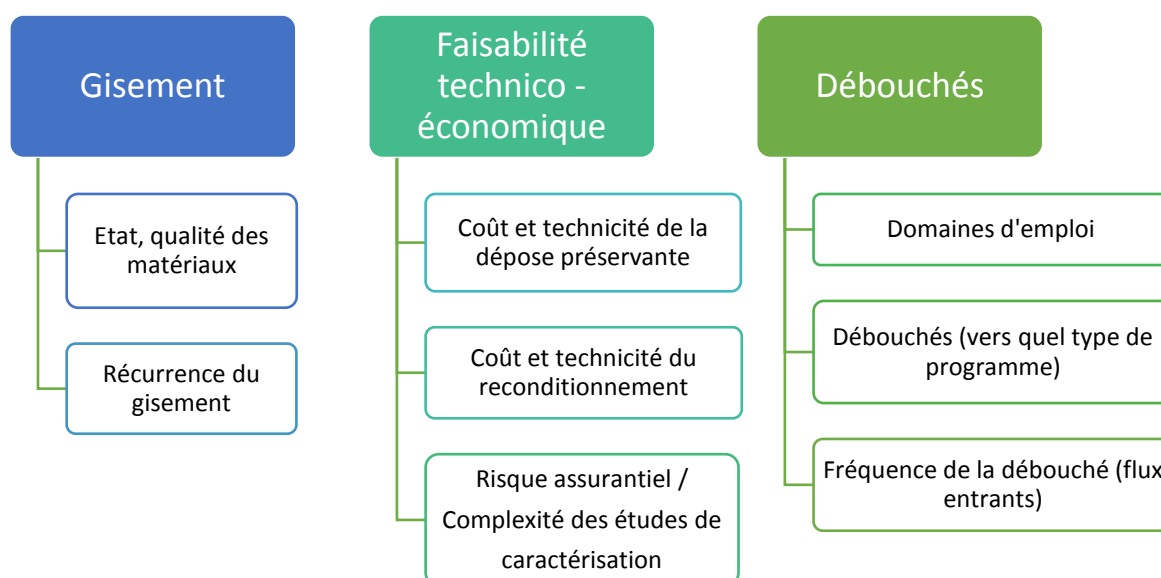 Gisement
Etat, qualité des
matériaux
Récurrence du
gisement
Faisabilité
technico -
économique
Coût et technicité de la
dépose préservante
Coût et technicité du
reconditionnement
Risque assurantiel /
Complexité des études de
caractérisation
Débouchés
Domaines d'emploi
Débouchés (vers quel type de
programme)
Fréquence de la débouché (flux
entrants)